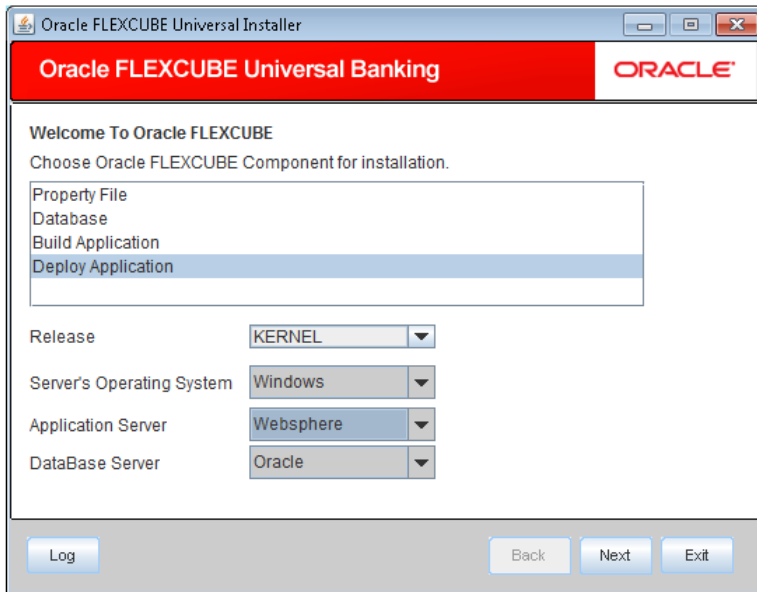 Oracle FLEXCUBE Universal Installer
Oracle FLEXCUBE Universal Banking
ORACLE
Welcome To Oracle FLEXCUBE
Choose Oracle FLEXCUBE Component for installation.
Property File
Database
Build Application
Deploy Application
Release KERNEL
Server's Operating System Windows
Application Server Websphere
DataBase Server Oracle
Log Back Next Exit